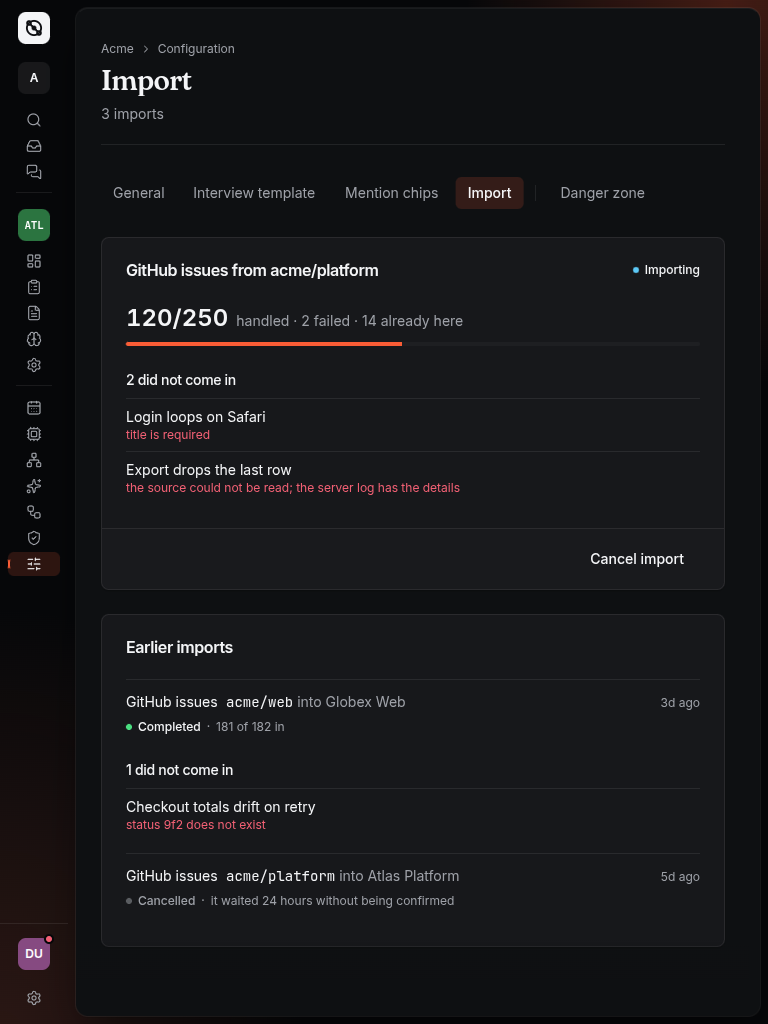 A
ATL
DU
Acme › Configuration
Import
3 imports
General Interview template Mention chips Import Danger zone
GitHub issues from acme/platform Importing
120/250 handled · 2 failed · 14 already here
2 did not come in
Login loops on Safari
title is required
Export drops the last row
the source could not be read; the server log has the details
Cancel import
Earlier imports
GitHub issues acme/web into Globex Web 3d ago
Completed · 181 of 182 in
1 did not come in
Checkout totals drift on retry
status 9f2 does not exist
GitHub issues acme/platform into Atlas Platform 5d ago
Cancelled · it waited 24 hours without being confirmed